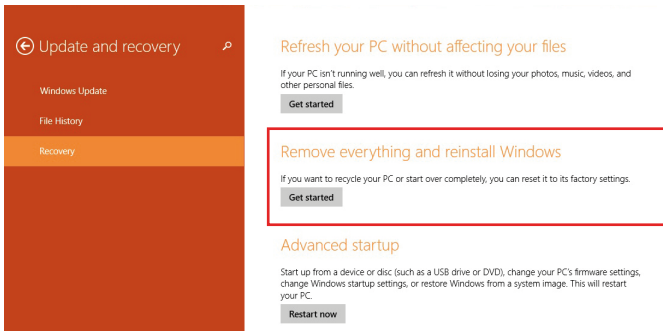 Update and recovery
Windows Update
File History
Recovery
Refresh your PC without affecting your files
If your PC isn't running well, you can refresh it without losing your photos, music, videos, and
other personal files.
Get started
Remove everything and reinstall Windows
If you want to recycle your PC or start over completely, you can reset it to its factory settings.
Get started
Advanced startup
Start up from a device or disc (such as a USB drive or DVD), change your PC's firmware settings,
change Windows startup settings, or restore Windows from a system image. This will restart
your PC.
Restart now